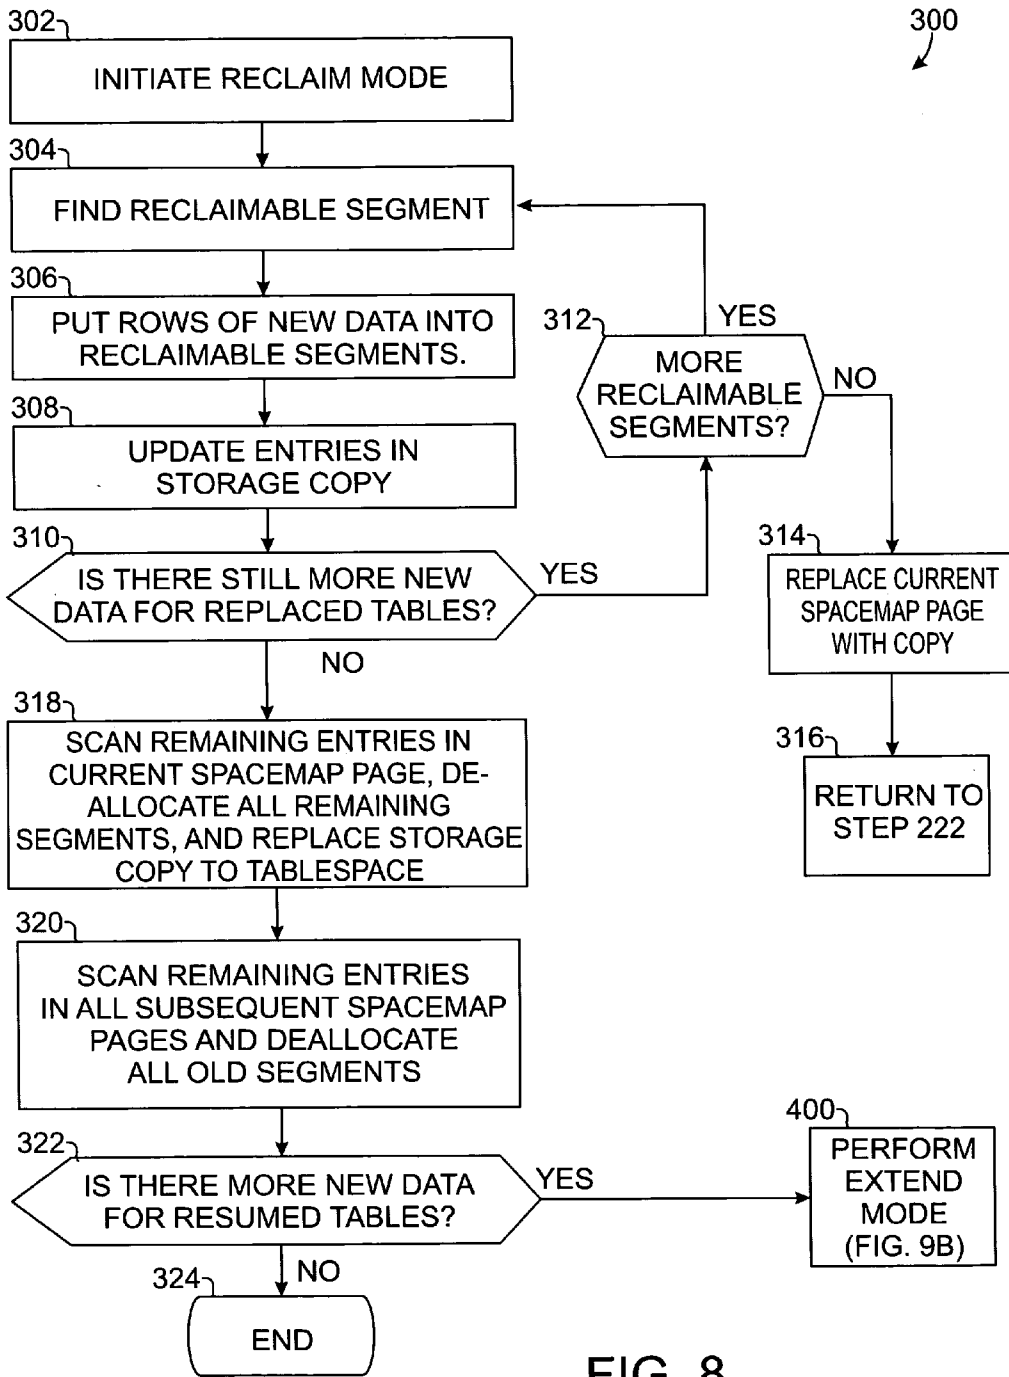 302
300
INITIATE RECLAIM MODE
304
FIND RECLAIMABLE SEGMENT
306
PUT ROWS OF NEW DATA INTO
RECLAIMABLE SEGMENTS.
312
YES
MORE
RECLAIMABLE
SEGMENTS?
NO
308
UPDATE ENTRIES IN
STORAGE COPY
310
IS THERE STILL MORE NEW
DATA FOR REPLACED TABLES?
YES
NO
314
REPLACE CURRENT
SPACEMAP PAGE
WITH COPY
316
RETURN TO
STEP 222
318
SCAN REMAINING ENTRIES IN
CURRENT SPACEMAP PAGE, DE-
ALLOCATE ALL REMAINING
SEGMENTS, AND REPLACE STORAGE
COPY TO TABLESPACE
320
SCAN REMAINING ENTRIES
IN ALL SUBSEQUENT SPACEMAP
PAGES AND DEALLOCATE
ALL OLD SEGMENTS
322
IS THERE MORE NEW DATA
FOR RESUMED TABLES?
YES
400
PERFORM
EXTEND
MODE
(FIG. 9B)
NO
324
END
FIG. 8